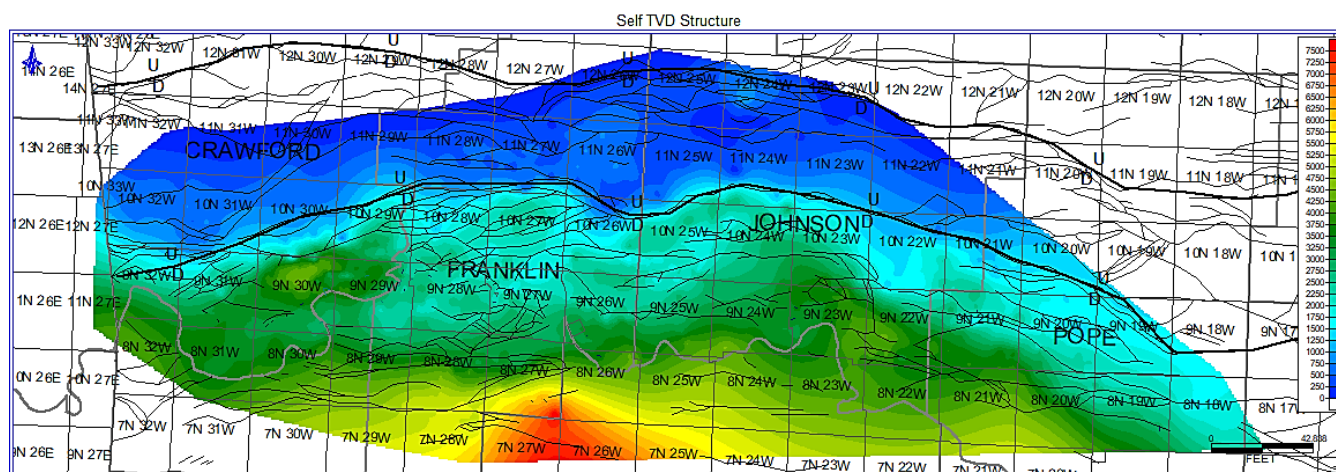 Self TVD Structure
12N 32W
12N 31W
12N 30W
12N 29W
12N 28W
12N 27W
12N 26W
12N 25W
12N 24W
12N 23W
12N 22W
12N 21W
12N 20W
12N 19W
12N 18W
11N 31W
11N 30W
11N 29W
11N 28W
11N 27W
11N 26W
11N 25W
11N 24W
11N 23W
11N 22W
11N 21W
11N 20W
11N 19W
11N 18W
CRAWFORD
10N 33W
10N 32W
10N 31W
10N 30W
10N 29W
10N 28W
10N 27W
10N 26W
10N 25W
10N 24W
10N 23W
10N 22W
10N 21W
10N 20W
10N 19W
10N 18W
JOHNSON
12N 26E
12N 27E
FRANKLIN
9N 32W
9N 31W
9N 30W
9N 29W
9N 28W
9N 27W
9N 26W
9N 25W
9N 24W
9N 23W
9N 22W
9N 21W
9N 20W
9N 19W
9N 18W
9N 17
POPE
11N 27E
8N 32W
8N 31W
8N 30W
8N 29W
8N 28W
8N 27W
8N 26W
8N 25W
8N 24W
8N 23W
8N 22W
8N 21W
8N 20W
8N 19W
8N 18W
8N 17
10N 27E
7N 32W
7N 31W
7N 30W
7N 29W
7N 28W
7N 27W
7N 26W
7N 25W
7N 24W
7N 23W
7N 22W
7N 21W
9N 26E
9N 27E
U
D
U
D
U
D
U
D
U
D
U
D
U
D
U
D
7500
7250
7000
6750
6500
6250
6000
5750
5500
5250
5000
4750
4500
4250
4000
3750
3500
3250
3000
2750
2500
2250
2000
1750
1500
1250
1000
750
500
250
0
0
42,808
FEET